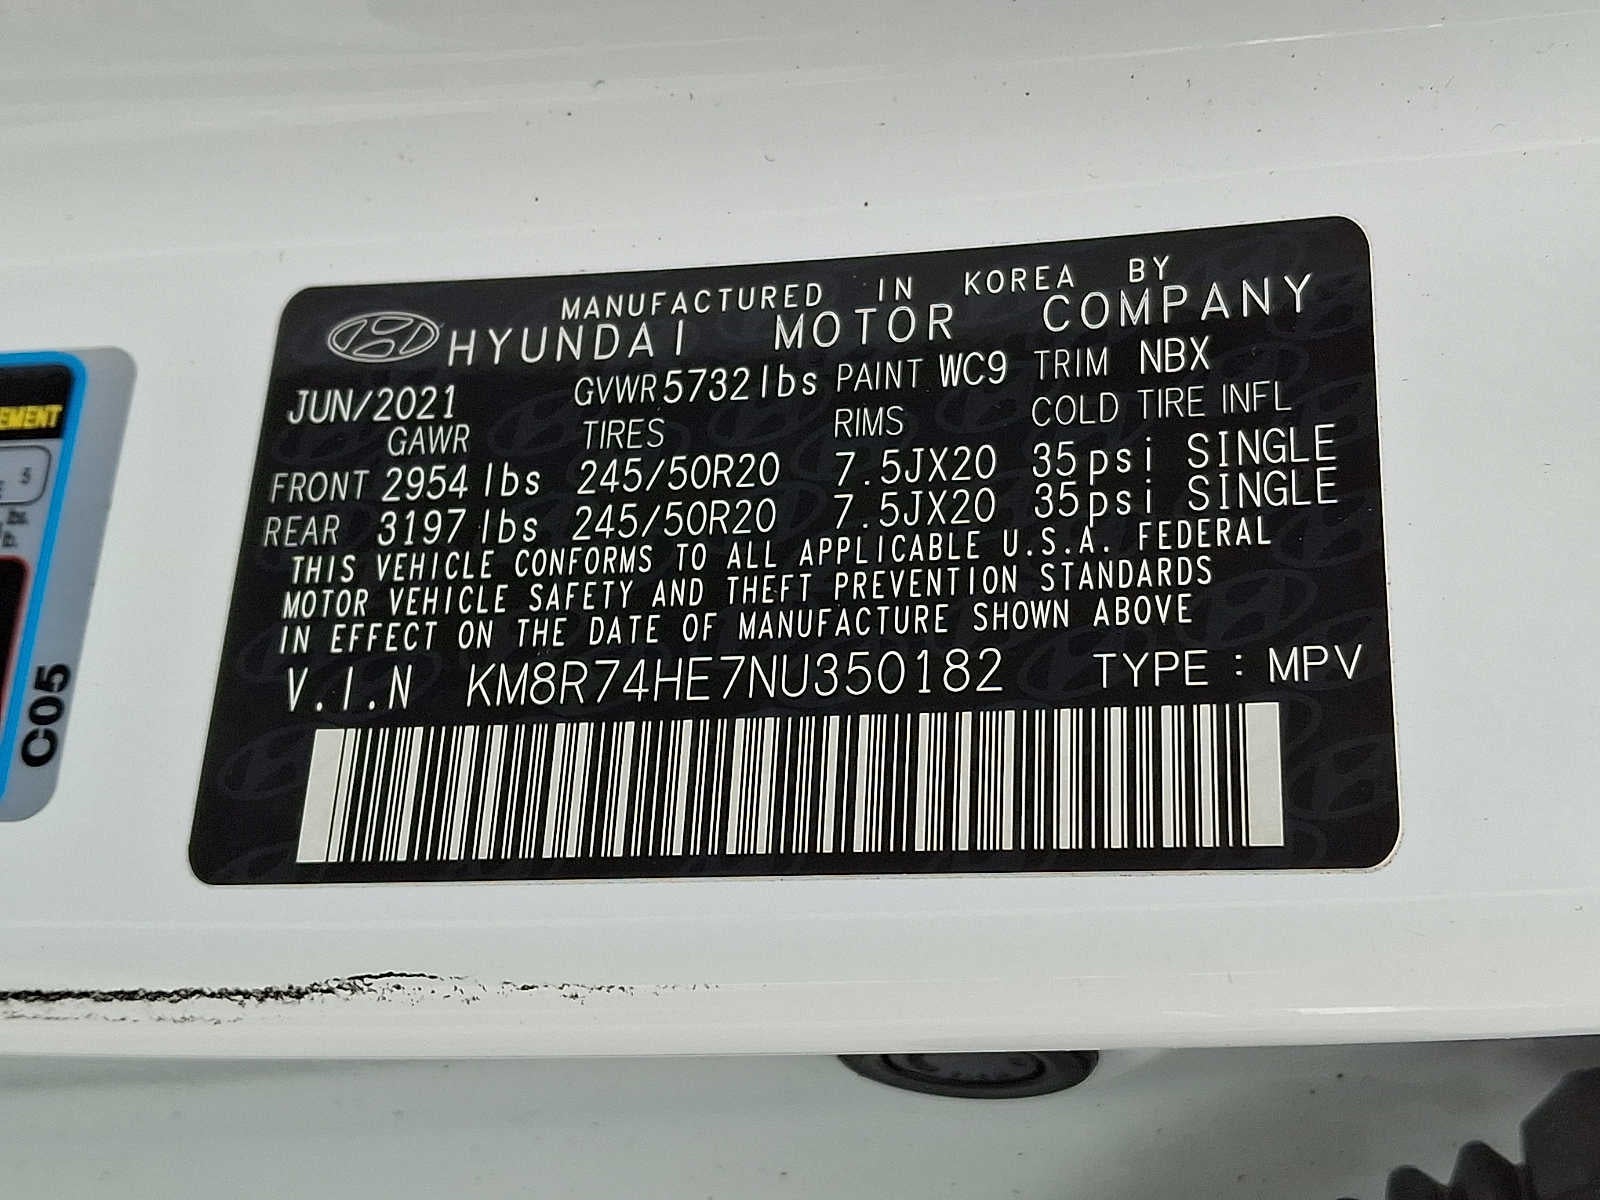 MANUFACTURED IN KOREA BY
HYUNDAI MOTOR COMPANY
JUN/2021 GVWR 5732lbs PAINT WC9 TRIM NBX
GAWR TIRES RIMS COLD TIRE INFL
FRONT 2954 lbs 245/50R20 7.5JX20 35psi SINGLE
REAR 3197 lbs 245/50R20 7.5JX20 35psi SINGLE
THIS VEHICLE CONFORMS TO ALL APPLICABLE U.S.A. FEDERAL
MOTOR VEHICLE SAFETY AND THEFT PREVENTION STANDARDS
IN EFFECT ON THE DATE OF MANUFACTURE SHOWN ABOVE
V.I.N KM8R74HE7NU350182 TYPE : MPV
EMENT
5
C05